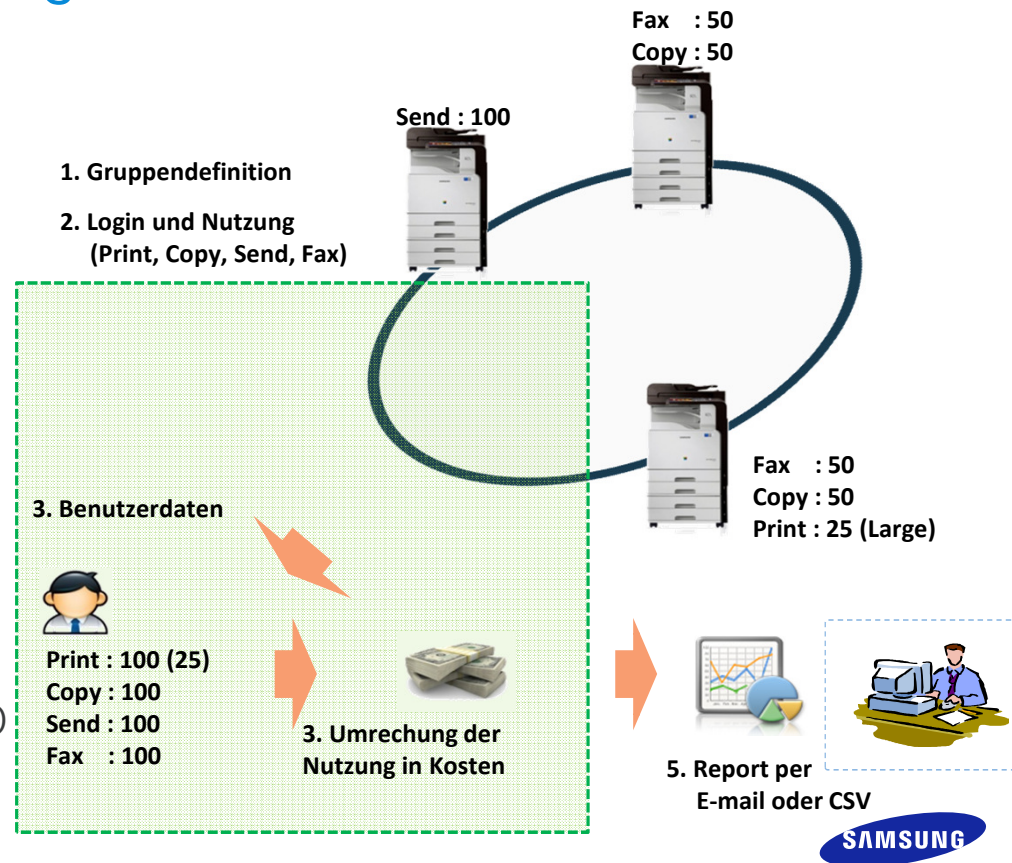 g
Fax : 50
Copy : 50
Send : 100
1. Gruppendefinition
2. Login und Nutzung
(Print, Copy, Send, Fax)
Fax : 50
Copy : 50
Print : 25 (Large)
3. Benutzerdaten
Print : 100 (25)
Copy : 100
)
Send : 100
Fax : 100
3. Umrechung der
Nutzung in Kosten
5. Report per
E-mail oder CSV
SAMSUNG